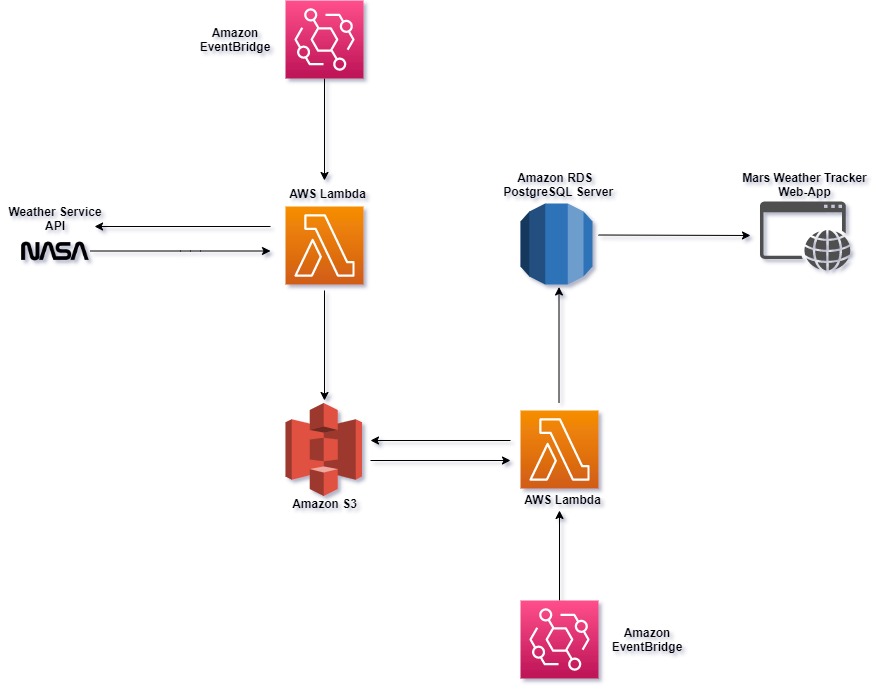 Amazon
EventBridge
AWS Lambda
Weather Service
API
NASA
Amazon RDS
PostgreSQL Server
Mars Weather Tracker
Web-App
Amazon S3
AWS Lambda
Amazon
EventBridge